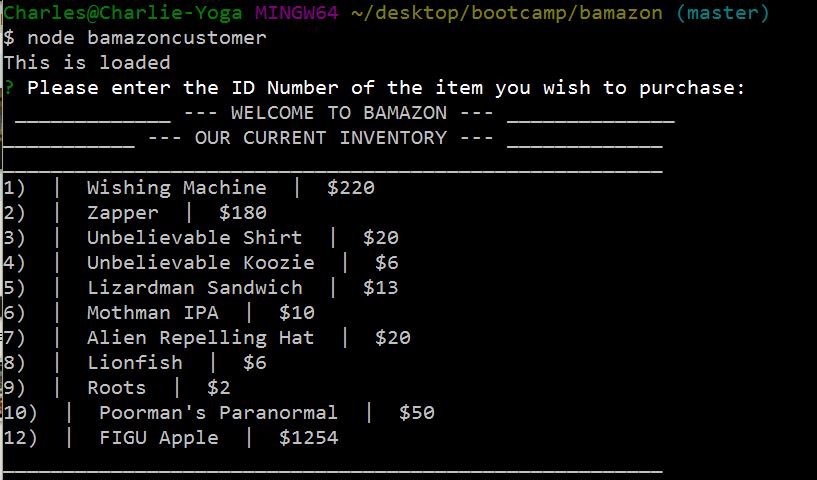 Charles@Charlie-Yoga MINGW64 ~/desktop/bootcamp/bamazon (master)
$ node bamazoncustomer
This is loaded
? Please enter the ID Number of the item you wish to purchase:
_____________ --- WELCOME TO BAMAZON --- ______________
___________ --- OUR CURRENT INVENTORY --- _____________
_______________________________________________________
1)  |  Wishing Machine  |  $220
2)  |  Zapper  |  $180
3)  |  Unbelievable Shirt  |  $20
4)  |  Unbelievable Koozie  |  $6
5)  |  Lizardman Sandwich  |  $13
6)  |  Mothman IPA  |  $10
7)  |  Alien Repelling Hat  |  $20
8)  |  Lionfish  |  $6
9)  |  Roots  |  $2
10)  |  Poorman's Paranormal  |  $50
12)  |  FIGU Apple  |  $1254
_______________________________________________________